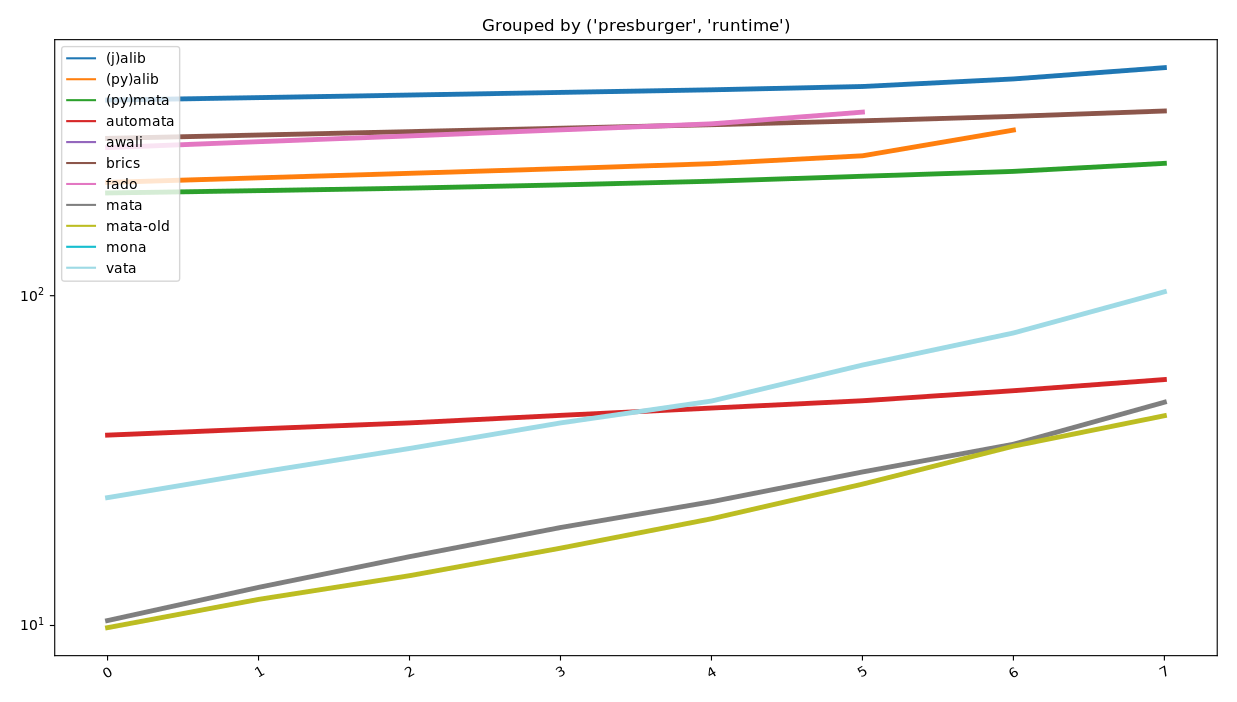 Grouped by ('presburger', 'runtime')
(j)alib
(py)alib
(py)mata
automata
awali
brics
fado
mata
mata-old
mona
vata
10²
10¹
0 1 2 3 4 5 6 7